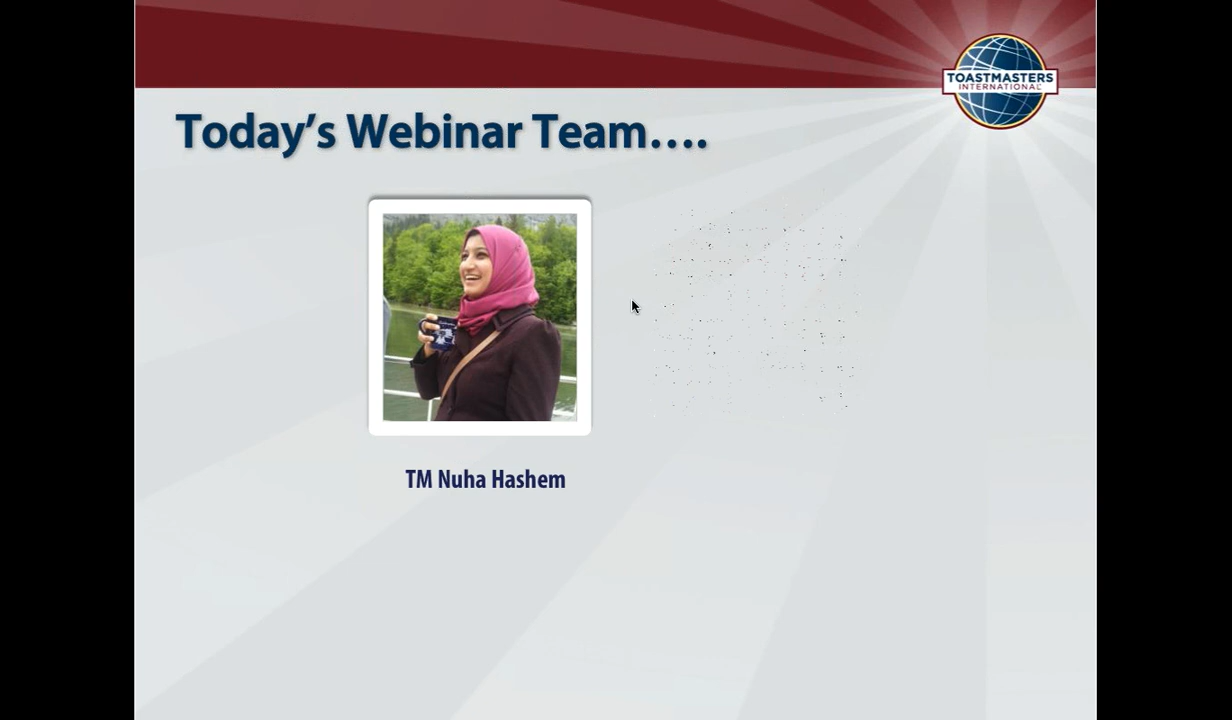 TOASTMASTERS
INTERNATIONAL
Today's Webinar Team....
TM Nuha Hashem